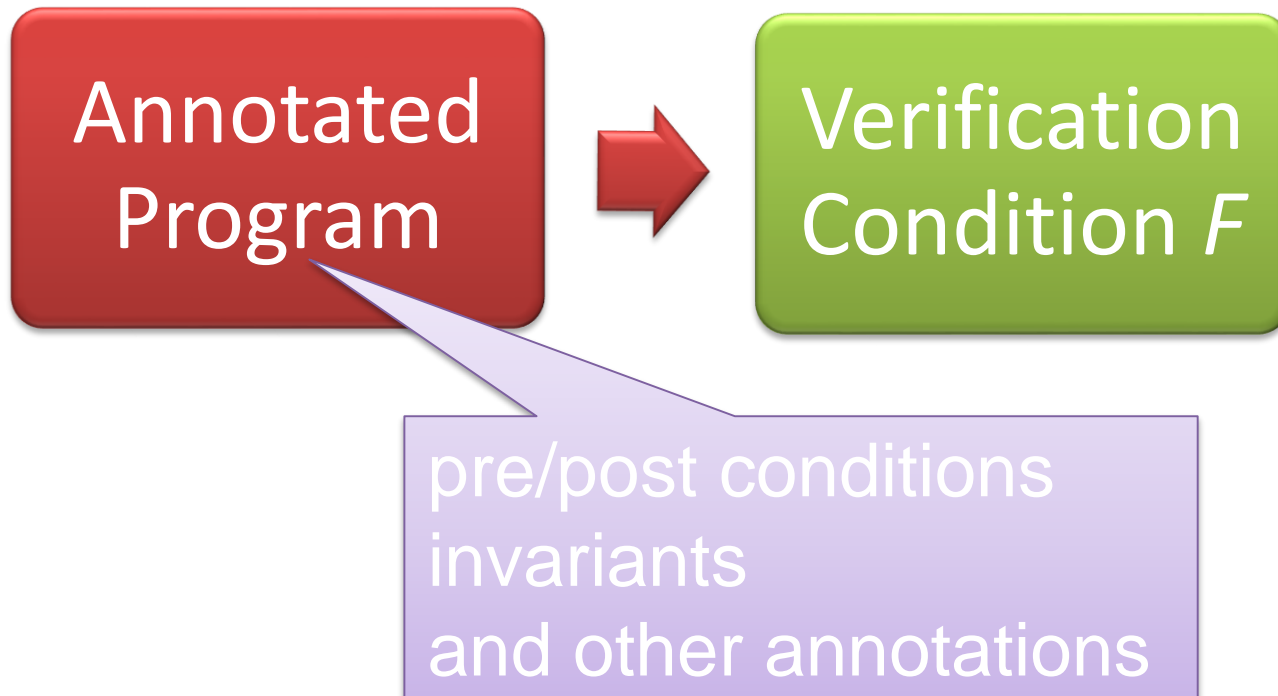 Annotated
Program
Verification
Condition F
pre/post conditions
invariants
and other annotations